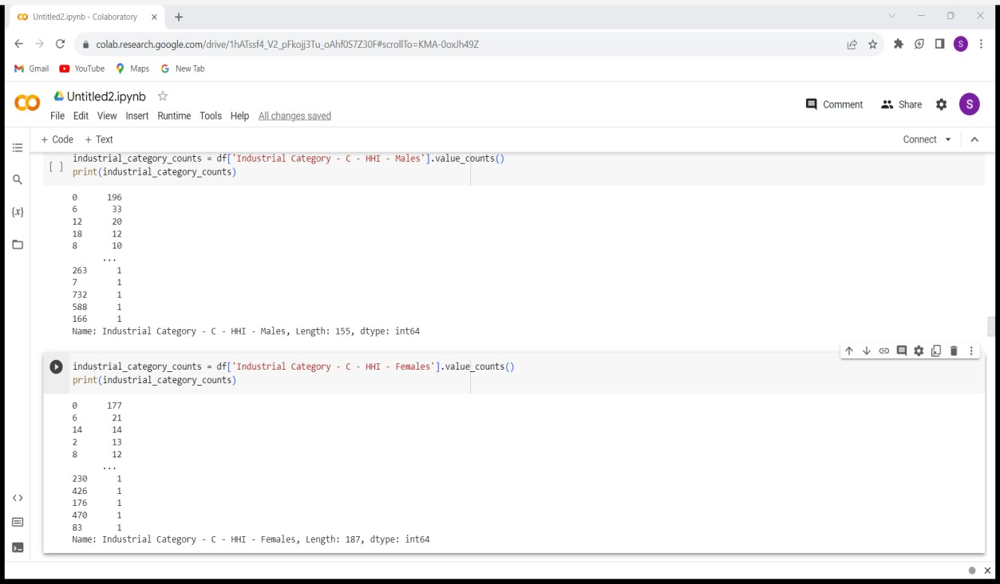 Untitled2.ipynb - Colaboratory
colab.research.google.com/drive/1hATssf4_V2_pFkojj3Tu_oAhf0S7Z30F#scrollTo=KMA-0oxJh49Z
S
Gmail YouTube Maps G New Tab
CO Untitled2.ipynb
File Edit View Insert Runtime Tools Help All changes saved
Comment Share S
+ Code + Text Connect
industrial_category_counts = df['Industrial Category - C - HHI - Males'].value_counts()
[ ] print(industrial_category_counts)
0 196
6 33
{x} 12 20
18 12
8 10
...
263 1
7 1
732 1
588 1
166 1
Name: Industrial Category - C - HHI - Males, Length: 155, dtype: int64
industrial_category_counts = df['Industrial Category - C - HHI - Females'].value_counts()
print(industrial_category_counts)
0 177
6 21
14 14
2 13
8 12
...
230 1
426 1
176 1
470 1
83 1
Name: Industrial Category - C - HHI - Females, Length: 187, dtype: int64